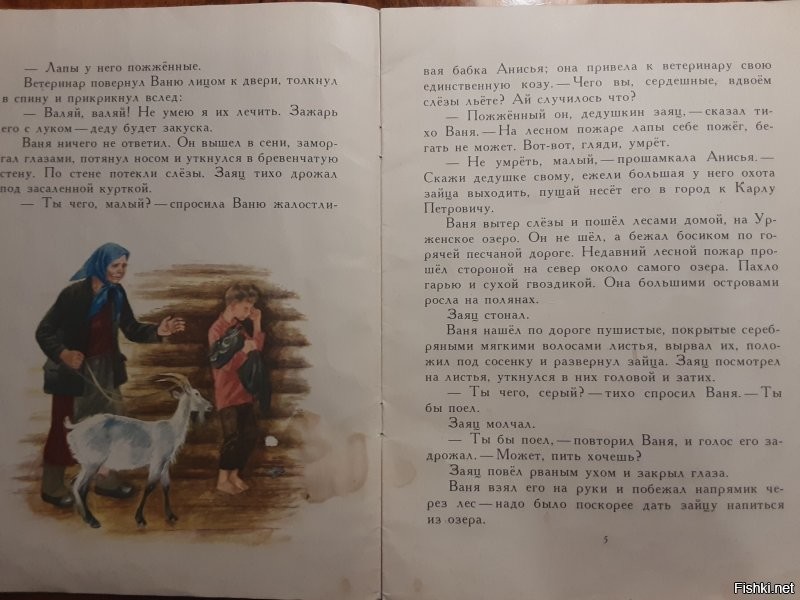 — Лапы у него пожжённые.
Ветеринар повернул Ваню лицом к двери, толкнул
в спину и прикрикнул вслед:
— Валяй, валяй! Не умею я их лечить. Зажарь
его с луком — деду будет закуска.
Ваня ничего не ответил. Он вышел в сени, замор-
гал глазами, потянул носом и уткнулся в бревенчатую
стену. По стене потекли слёзы. Заяц тихо дрожал
под засаленной курткой.
— Ты чего, малый? — спросила Ваню жалостли-
вая бабка Анисья; она привела к ветеринару свою
единственную козу. — Чего вы, сердешные, вдвоём
слёзы льёте? Ай случилось что?
— Пожжённый он, дедушкин заяц, — сказал ти-
хо Ваня. — На лесном пожаре лапы себе пожёг, бе-
гать не может. Вот-вот, гляди, умрёт.
— Не умрёть, малый, — прошамкала Анисья. —
Скажи дедушке свому, ежели большая у него охота
зайца выходить, пущай несёт его в город к Карлу
Петровичу.
Ваня вытер слёзы и пошёл лесами домой, на Ур-
женское озеро. Он не шёл, а бежал босиком по го-
рячей песчаной дороге. Недавний лесной пожар про-
шёл стороной на север около самого озера. Пахло
гарью и сухой гвоздикой. Она большими островами
росла на полянах.
Заяц стонал.
Ваня нашёл по дороге пушистые, покрытые сереб-
ряными мягкими волосами листья, вырвал их, поло-
жил под сосенку и развернул зайца. Заяц посмотрел
на листья, уткнулся в них головой и затих.
— Ты чего, серый? — тихо спросил Ваня. — Ты
бы поел.
Заяц молчал.
— Ты бы поел, — повторил Ваня, и голос его за-
дрожал. — Может, пить хочешь?
Заяц повёл рваным ухом и закрыл глаза.
Ваня взял его на руки и побежал напрямик че-
рез лес — надо было поскорее дать зайцу напиться
из озера.
5
Fishki.net